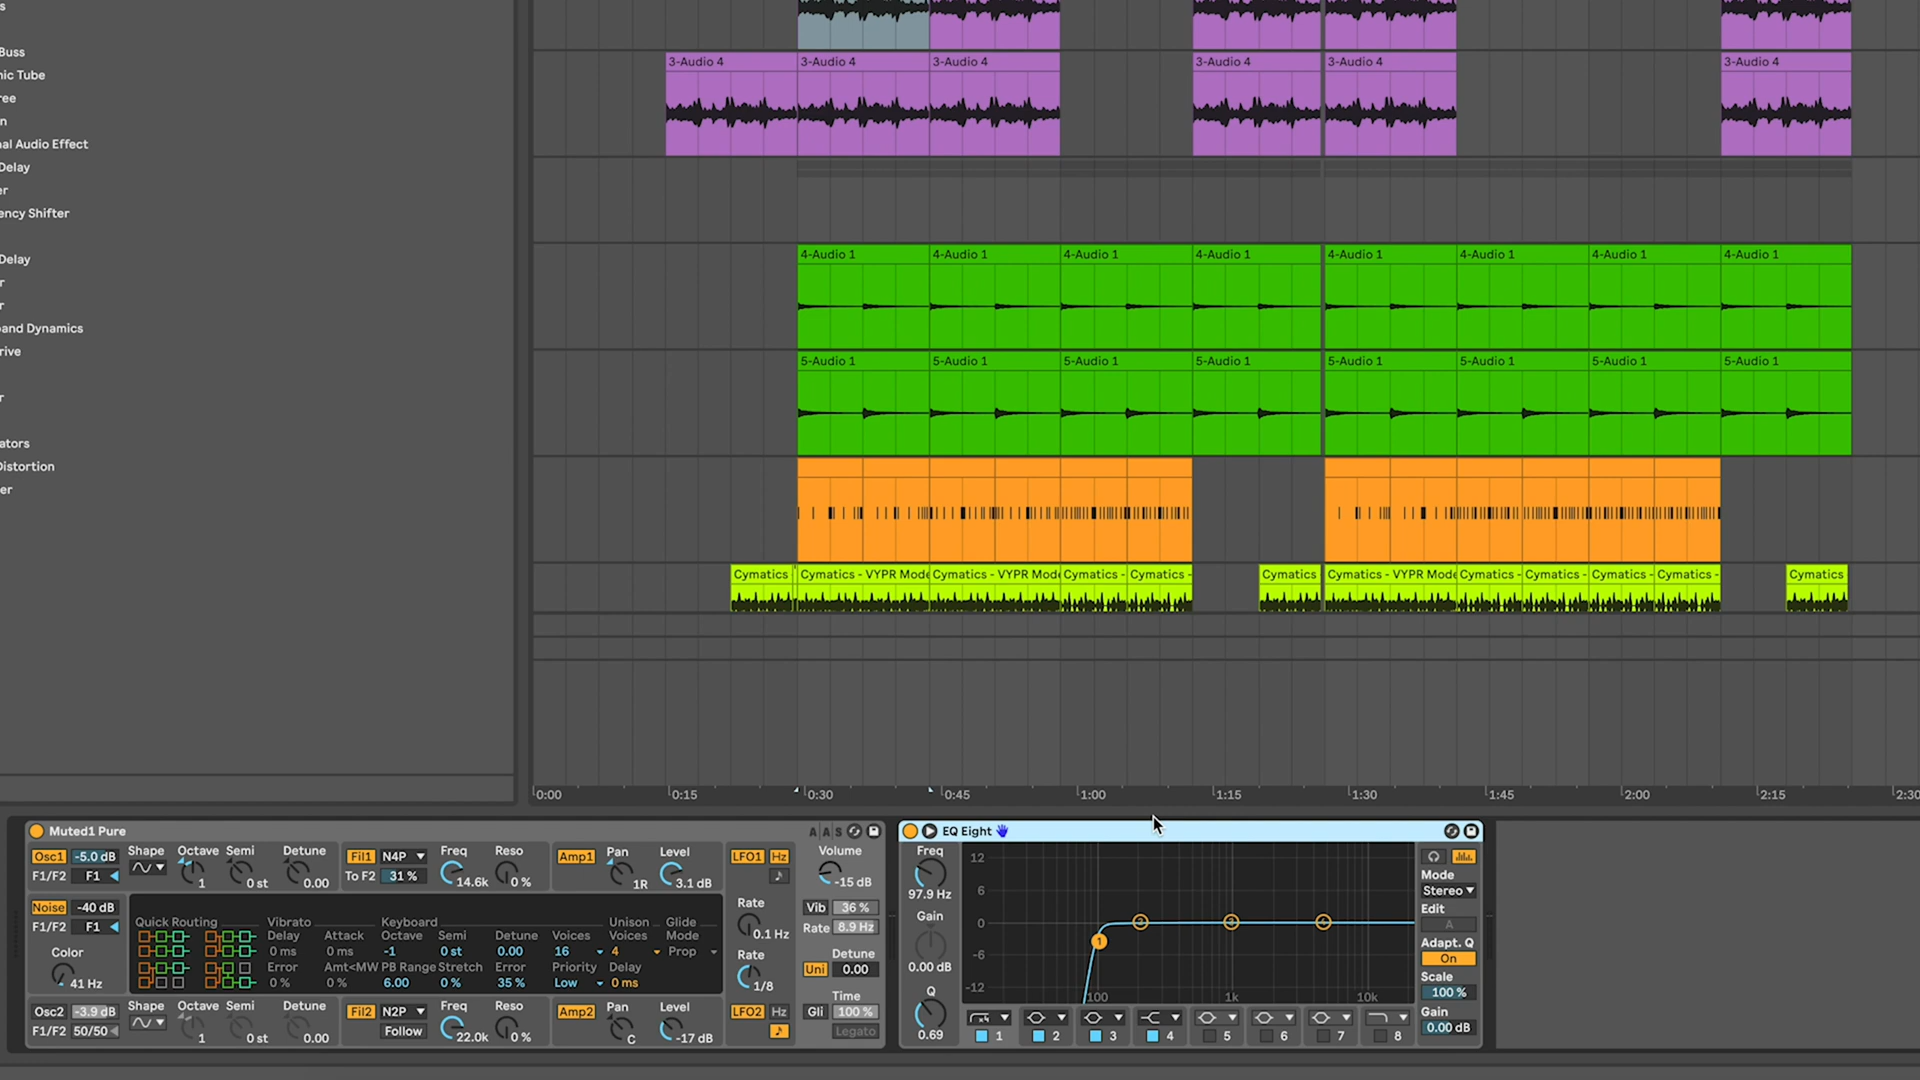 s
Buss
nic Tube
ree
n
nal Audio Effect
Delay
er
ency Shifter
Delay
r
r
and Dynamics
rive
r
ators
Distortion
er
3-Audio 4 3-Audio 4 3-Audio 4 3-Audio 4 3-Audio 4 3-Audio 4
4-Audio 1 4-Audio 1 4-Audio 1 4-Audio 1 4-Audio 1 4-Audio 1 4-Audio 1 4-Audio 1
5-Audio 1 5-Audio 1 5-Audio 1 5-Audio 1 5-Audio 1 5-Audio 1 5-Audio 1 5-Audio 1
Cymatics Cymatics - VYPR Mode Cymatics - VYPR Mode Cymatics - Cymatics - Cymatics Cymatics - VYPR Mode Cymatics - Cymatics - Cymatics - Cymatics - Cymatics
0:00 0:15 0:30 0:45 1:00 1:15 1:30 1:45 2:00 2:15 2:30
Muted1 Pure A A S
Osc1 -5.0 dB Shape Octave Semi Detune
F1/F2 F1 1 0 st 0.00
Fil1 N4P Freq Reso
To F2 31 % 14.6k 0 %
Amp1 Pan Level
1R 3.1 dB
LFO1 Hz
Volume
-15 dB
Noise -40 dB
F1/F2 F1
Color
41 Hz
Quick Routing Vibrato Keyboard Unison Glide
Delay Attack Octave Semi Detune Voices Voices Mode
0 ms 0 ms -1 0 st 0.00 16 4 Prop
Error Amt<MW PB Range Stretch Error Priority Delay
0 % 0 % 6.00 0 % 35 % Low 0 ms
Rate
0.1 Hz
Rate
1/8
Vib 36 %
Rate 8.9 Hz
Detune
Uni 0.00
Time
Gli 100 %
Legato
Osc2 -3.9 dB Shape Octave Semi Detune
F1/F2 50/50 1 0 st 0.00
Fil2 N2P Freq Reso
Follow 22.0k 0 %
Amp2 Pan Level
C -17 dB
LFO2 Hz
EQ Eight
Freq
97.9 Hz
Gain
0.00 dB
Q
0.69
12
6
0
-6
-12
100 1k 10k
1 2 3 4
1 2 3 4 5 6 7 8
Mode
Stereo
Edit
A
Adapt. Q
On
Scale
100 %
Gain
0.00 dB